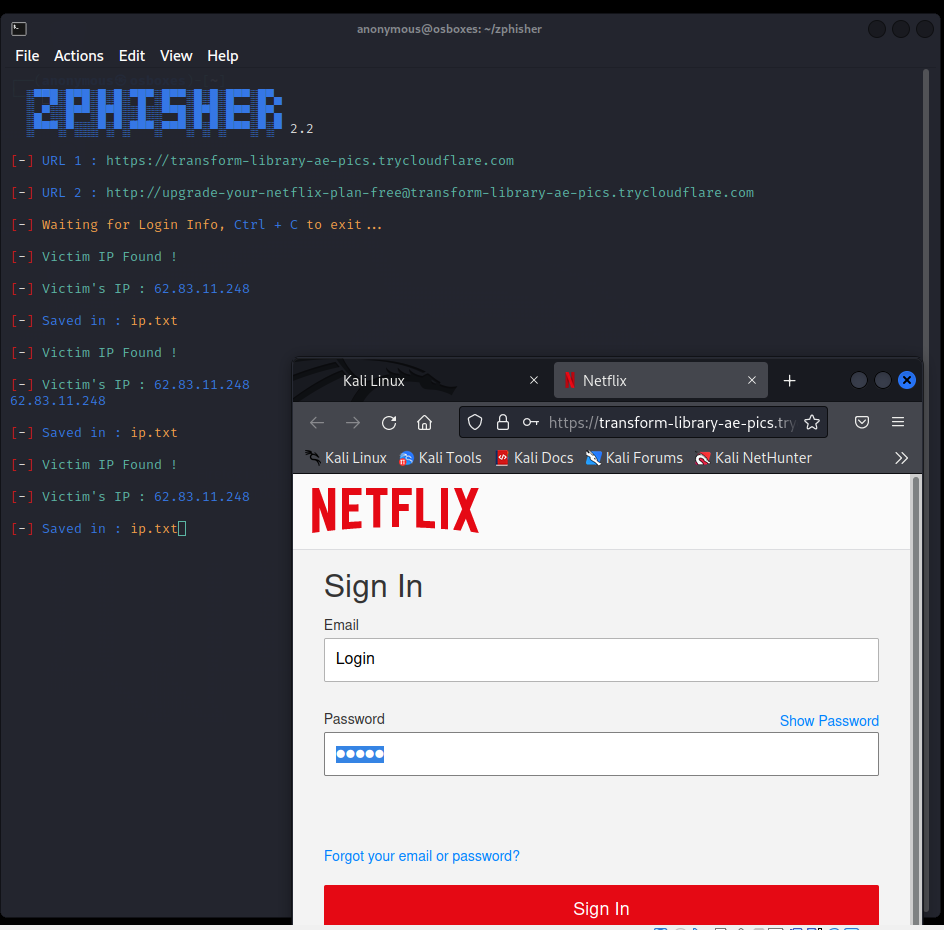 anonymous@osboxes: ~/zphisher
File Actions Edit View Help
ZPHISHER 2.2
[-] URL 1 : https://transform-library-ae-pics.trycloudflare.com
[-] URL 2 : http://upgrade-your-netflix-plan-free@transform-library-ae-pics.trycloudflare.com
[-] Waiting for Login Info, Ctrl + C to exit...
[-] Victim IP Found !
[-] Victim's IP : 62.83.11.248
[-] Saved in : ip.txt
[-] Victim IP Found !
[-] Victim's IP : 62.83.11.248
62.83.11.248
[-] Saved in : ip.txt
[-] Victim IP Found !
[-] Victim's IP : 62.83.11.248
[-] Saved in : ip.txt
Kali Linux
Netflix
https://transform-library-ae-pics.try
Kali Linux Kali Tools Kali Docs Kali Forums Kali NetHunter
NETFLIX
Sign In
Email
Login
Password Show Password
Forgot your email or password?
Sign In